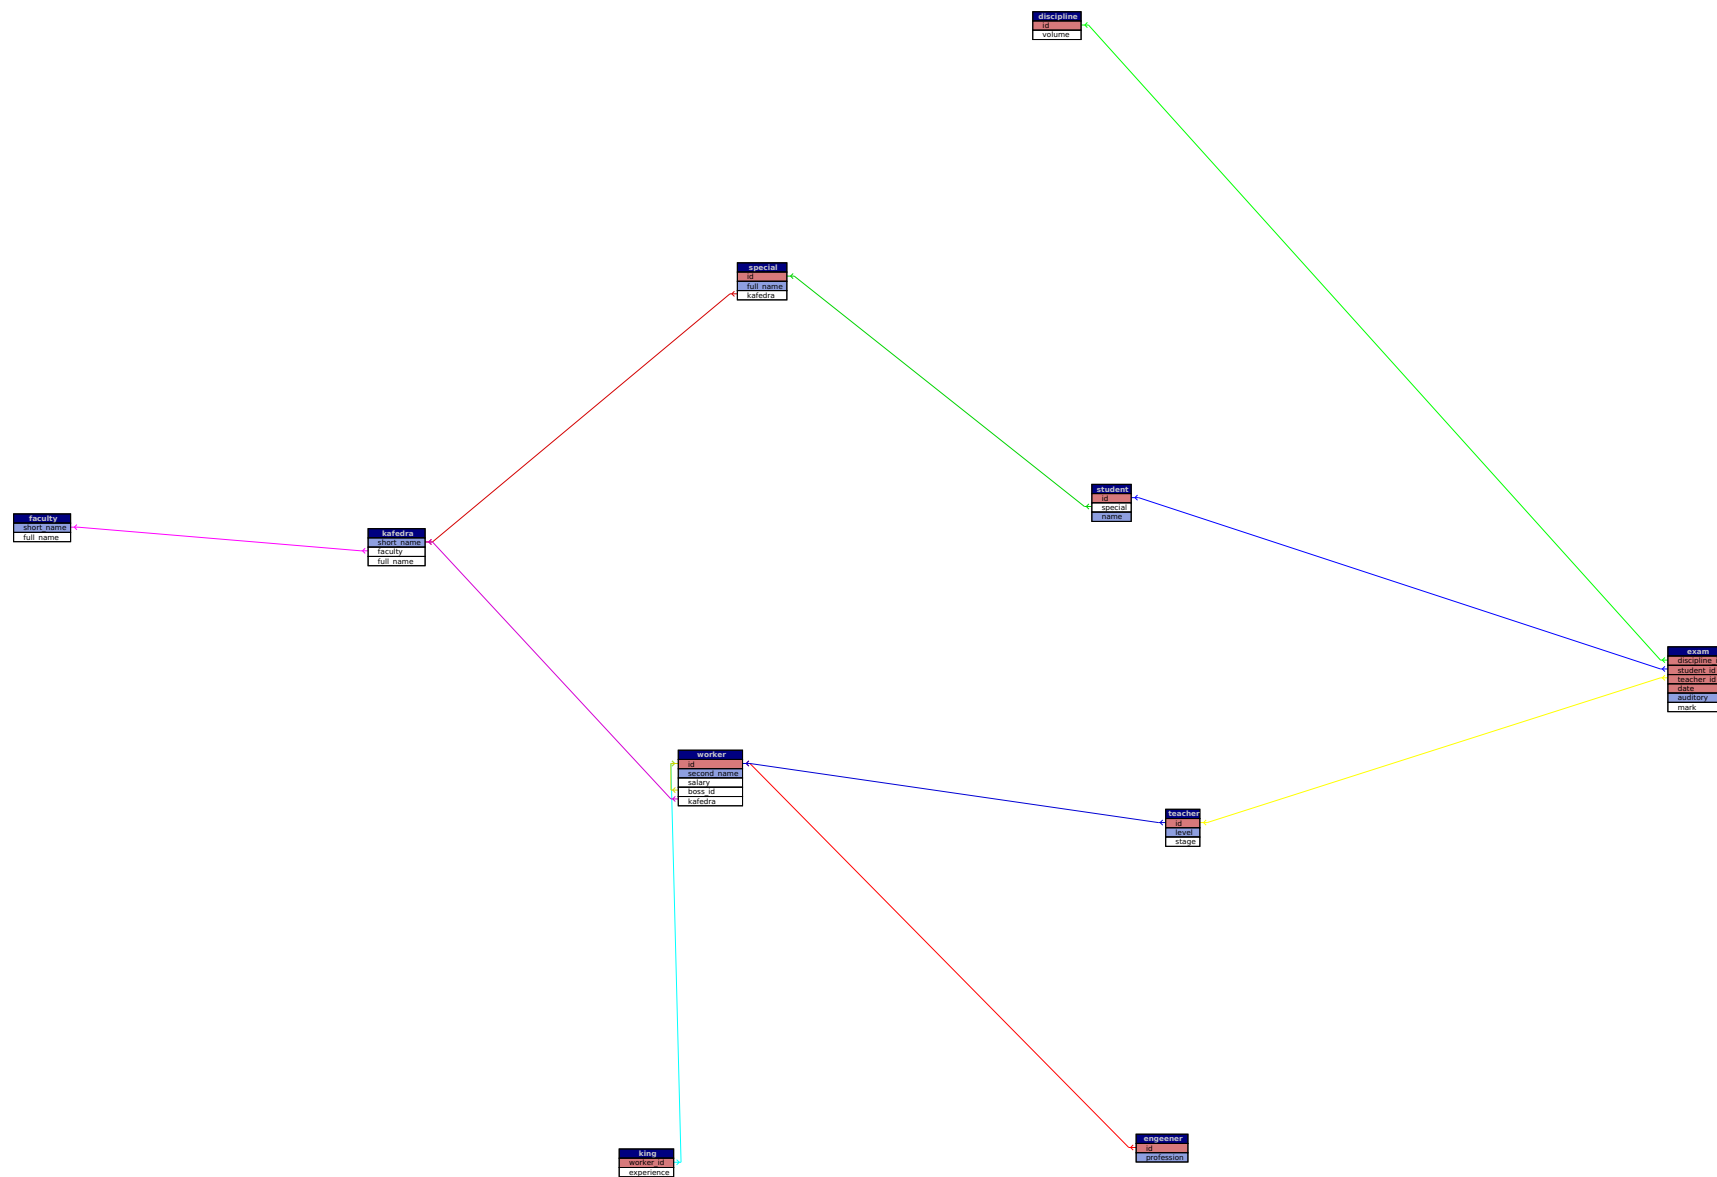 discipline
id
volume
special
id
full_name
kafedra
student
id
special
name
faculty
short_name
full_name
kafedra
short_name
faculty
full_name
exam
discipline
student_id
teacher_id
date
auditory
mark
worker
id
second_name
salary
boss_id
kafedra
teacher
id
level
stage
engeener
id
profession
king
worker_id
experience